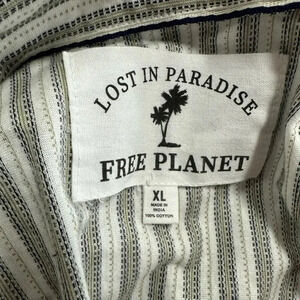 LOST IN PARADISE
FREE PLANET
XL
MADE IN
INDIA
100% COTTON